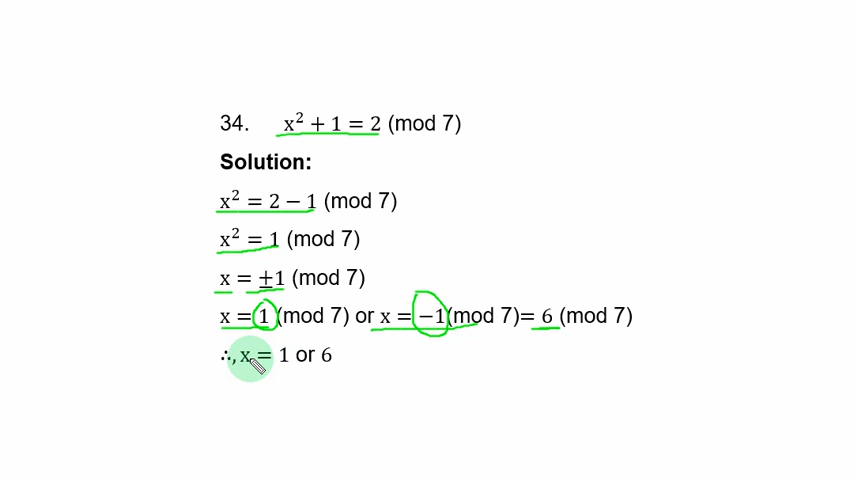 34. x² + 1 = 2 (mod 7)
Solution:
x² = 2 − 1 (mod 7)
x² = 1 (mod 7)
x = ±1 (mod 7)
x = 1 (mod 7) or x = −1(mod 7)= 6 (mod 7)
∴, x = 1 or 6